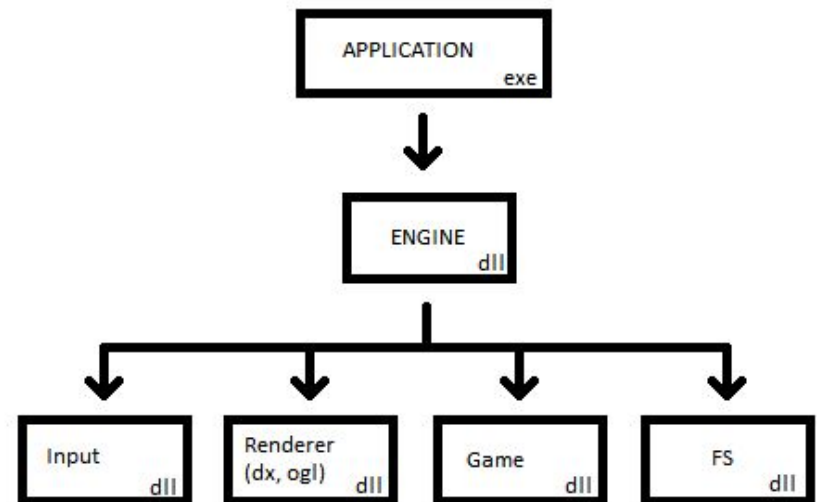 APPLICATION
exe
ENGINE
dll
Input
dll
Renderer
(dx, ogl)
dll
Game
dll
FS
dll